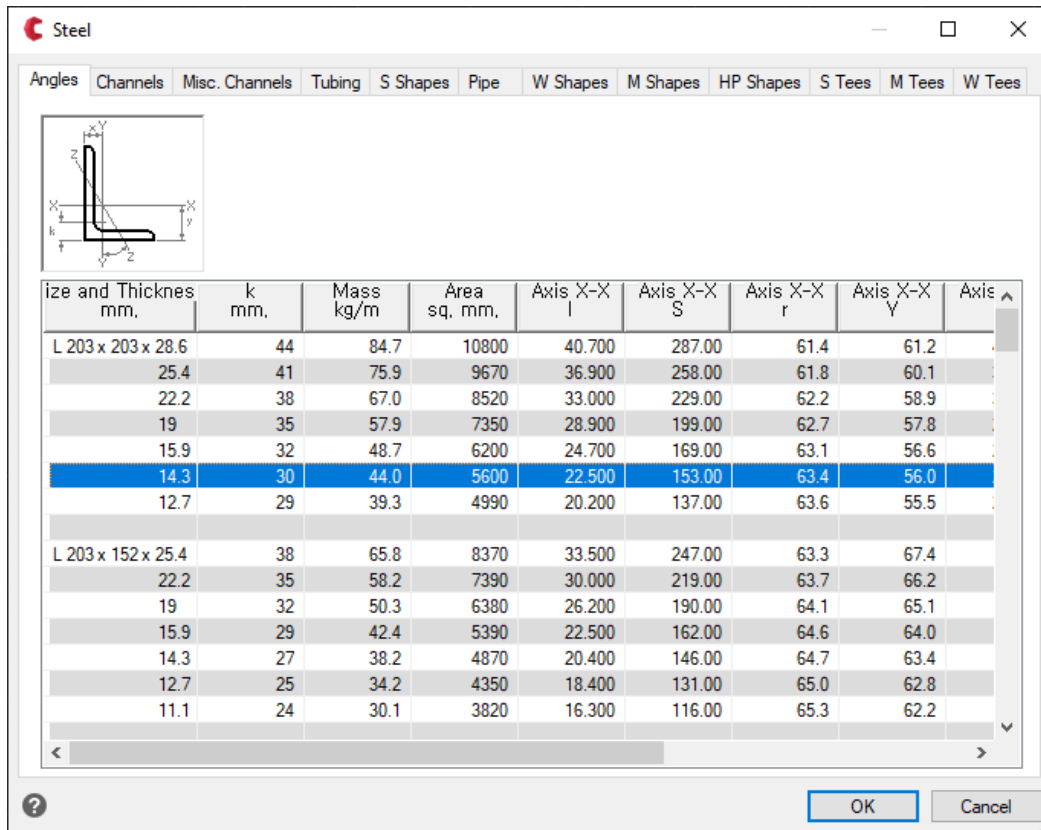 Steel
Angles Channels Misc. Channels Tubing S Shapes Pipe W Shapes M Shapes HP Shapes S Tees M Tees W Tees
x Y
Z
X X
k y
Y Z
ize and Thicknes k Mass Area Axis X-X Axis X-X Axis X-X Axis X-X Axis
mm, mm, kg/m sq, mm, I S r Y
L 203 x 203 x 28.6 44 84.7 10800 40.700 287.00 61.4 61.2
25.4 41 75.9 9670 36.900 258.00 61.8 60.1
22.2 38 67.0 8520 33.000 229.00 62.2 58.9
19 35 57.9 7350 28.900 199.00 62.7 57.8
15.9 32 48.7 6200 24.700 169.00 63.1 56.6
14.3 30 44.0 5600 22.500 153.00 63.4 56.0
12.7 29 39.3 4990 20.200 137.00 63.6 55.5
L 203 x 152 x 25.4 38 65.8 8370 33.500 247.00 63.3 67.4
22.2 35 58.2 7390 30.000 219.00 63.7 66.2
19 32 50.3 6380 26.200 190.00 64.1 65.1
15.9 29 42.4 5390 22.500 162.00 64.6 64.0
14.3 27 38.2 4870 20.400 146.00 64.7 63.4
12.7 25 34.2 4350 18.400 131.00 65.0 62.8
11.1 24 30.1 3820 16.300 116.00 65.3 62.2
? OK Cancel